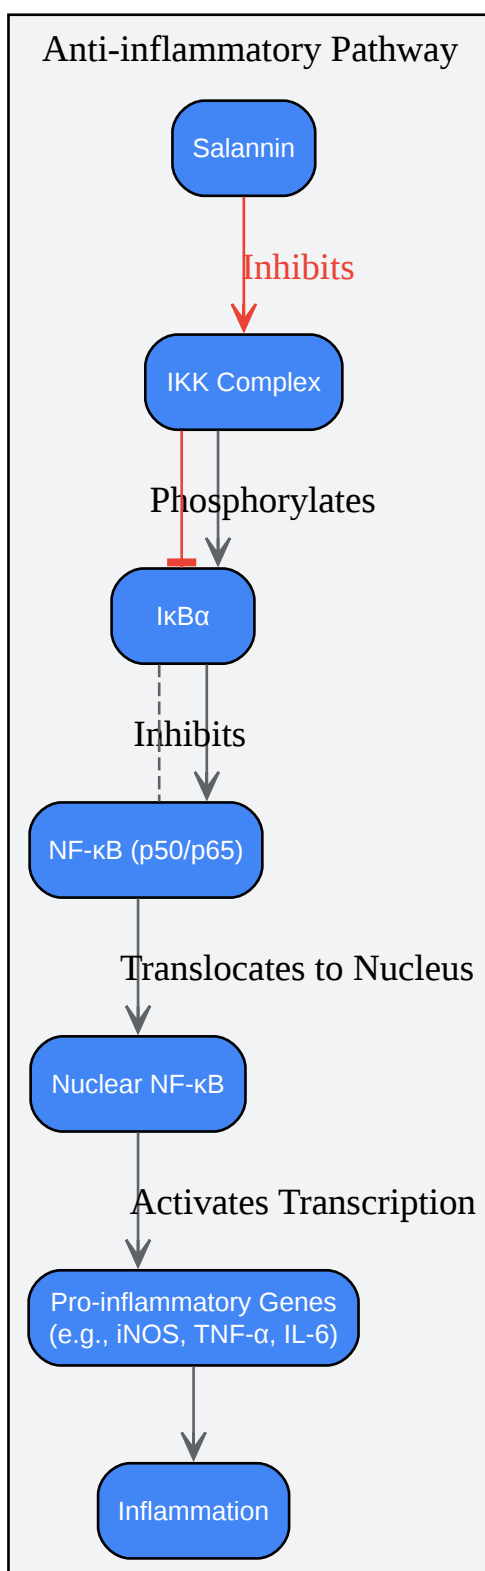 Anti-inflammatory Pathway
Salannin
Inhibits
IKK Complex
Phosphorylates
IκBα
Inhibits
NF-κB (p50/p65)
Translocates to Nucleus
Nuclear NF-κB
Activates Transcription
Pro-inflammatory Genes
(e.g., iNOS, TNF-α, IL-6)
Inflammation